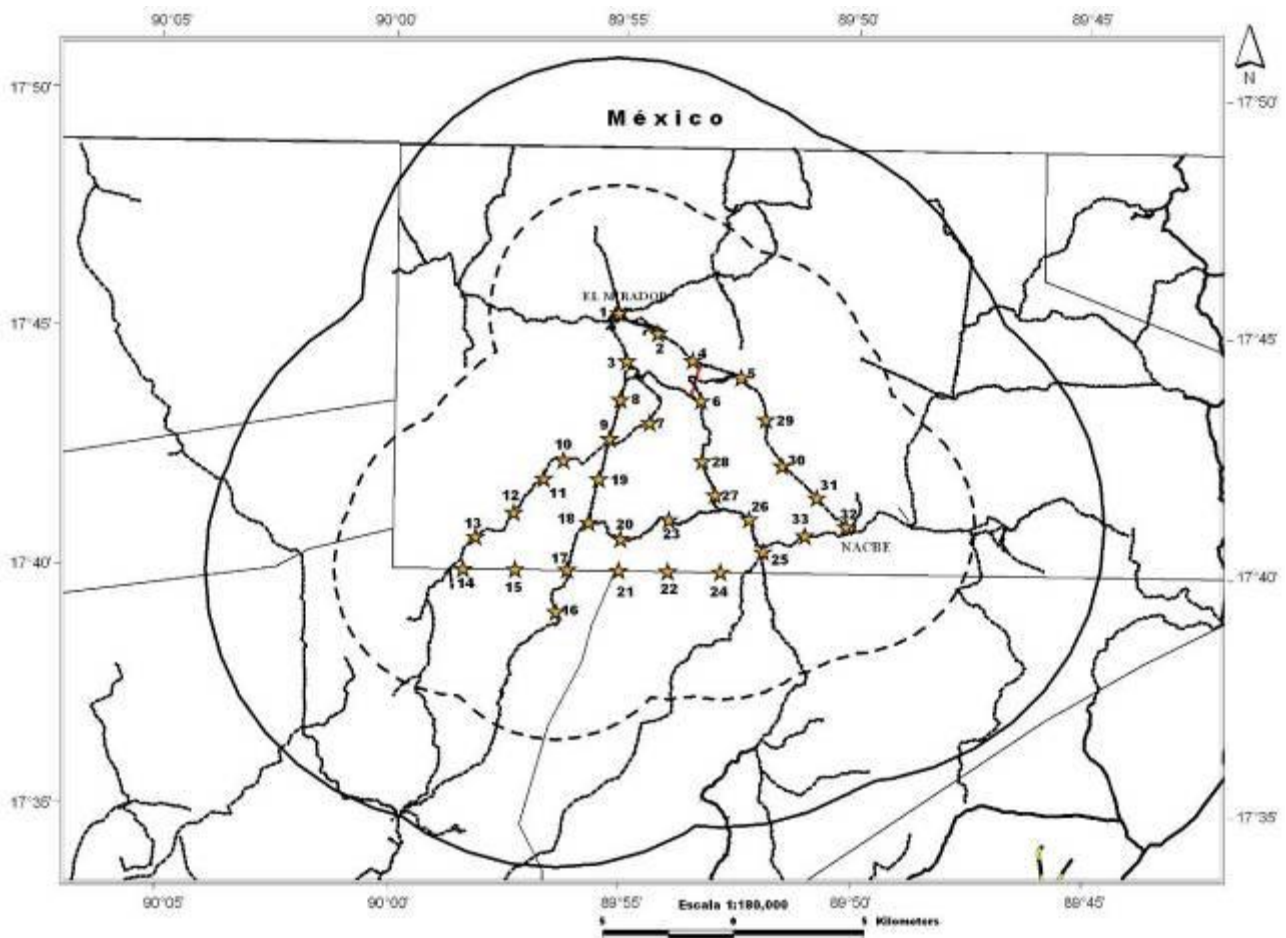 90°05' 90°00' 89°55' 89°50' 89°45'
N
17°50' 17°50'
México
EL MIRADOR
17°45' 17°45'
1
2
4
3
5
8 6
7 29
9
10 28 30
11 19
27 31
12
18 20 23 26 32
13 33
NACBE
17°40' 17 25 17°40'
14 15 21 22 24
16
17°35' 17°35'
90°05' 90°00' 89°55' 89°50' 89°45'
Escala 1:180,000
5 0 5 Kilometers